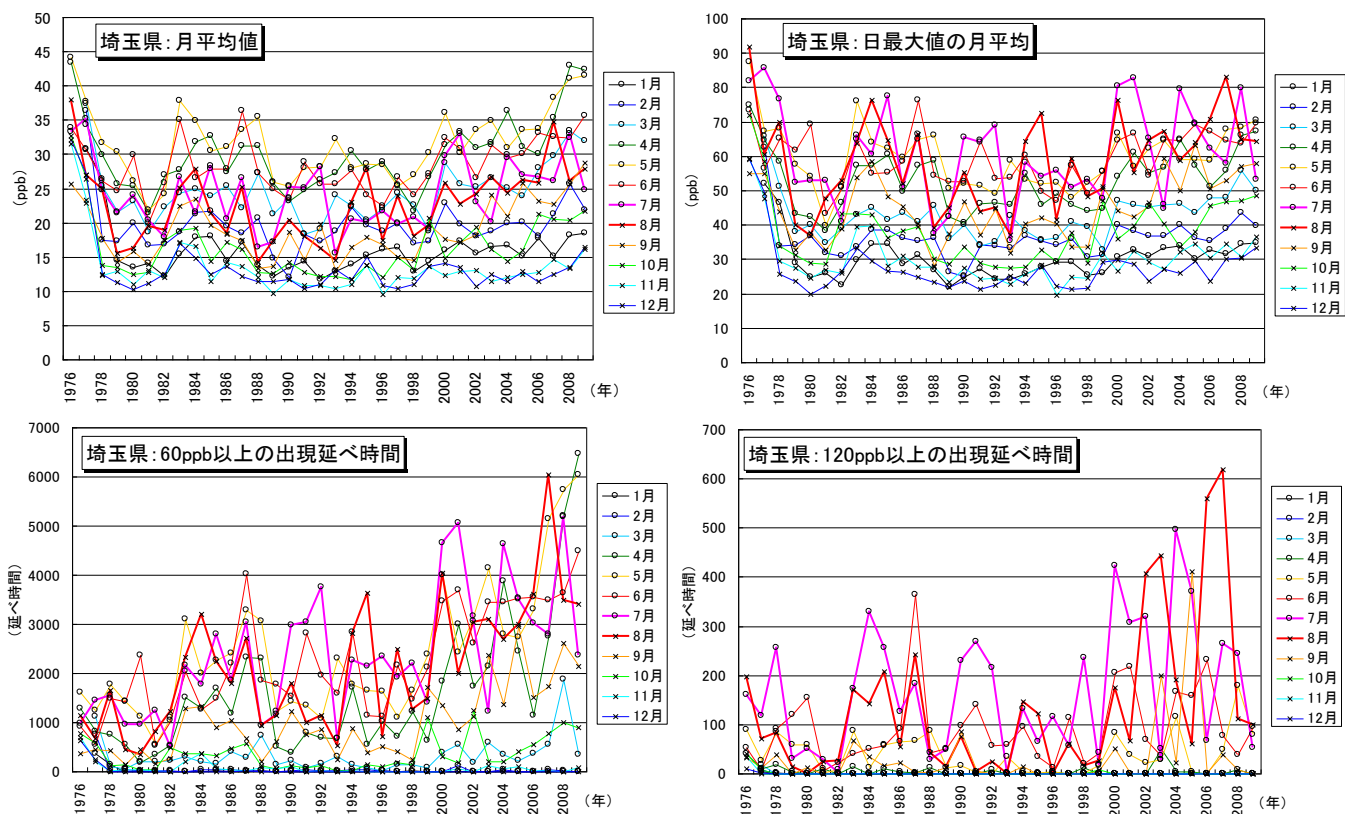 埼玉県:月平均値
50
45
40
35
30
25
20
15
10
5
0
(ppb)
1976
1978
1980
1982
1984
1986
1988
1990
1992
1994
1996
1998
2000
2002
2004
2006
2008
(年)
1月
2月
3月
4月
5月
6月
7月
8月
9月
10月
11月
12月
埼玉県:日最大値の月平均
100
90
80
70
60
50
40
30
20
10
0
(ppb)
1976
1978
1980
1982
1984
1986
1988
1990
1992
1994
1996
1998
2000
2002
2004
2006
2008
(年)
1月
2月
3月
4月
5月
6月
7月
8月
9月
10月
11月
12月
埼玉県:60ppb以上の出現延べ時間
7000
6000
5000
4000
3000
2000
1000
0
(延べ時間)
1976
1978
1980
1982
1984
1986
1988
1990
1992
1994
1996
1998
2000
2002
2004
2006
2008
(年)
1月
2月
3月
4月
5月
6月
7月
8月
9月
10月
11月
12月
埼玉県:120ppb以上の出現延べ時間
700
600
500
400
300
200
100
0
(延べ時間)
1976
1978
1980
1982
1984
1986
1988
1990
1992
1994
1996
1998
2000
2002
2004
2006
2008
(年)
1月
2月
3月
4月
5月
6月
7月
8月
9月
10月
11月
12月